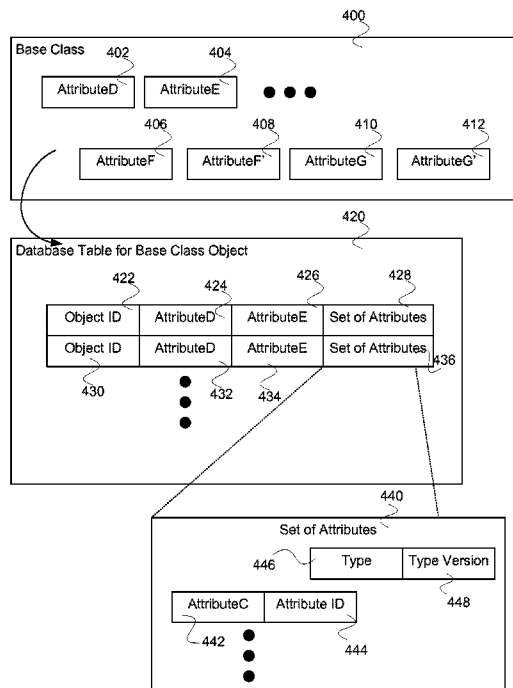 400
Base Class
402
404
AttributeD
AttributeE
406
408
410
412
AttributeF
AttributeF'
AttributeG
AttributeG'
420
Database Table for Base Class Object
422
424
426
428
Object ID
AttributeD
AttributeE
Set of Attributes
Object ID
AttributeD
AttributeE
Set of Attributes
436
430
432
434
440
Set of Attributes
446
Type
Type Version
448
AttributeC
Attribute ID
442
444